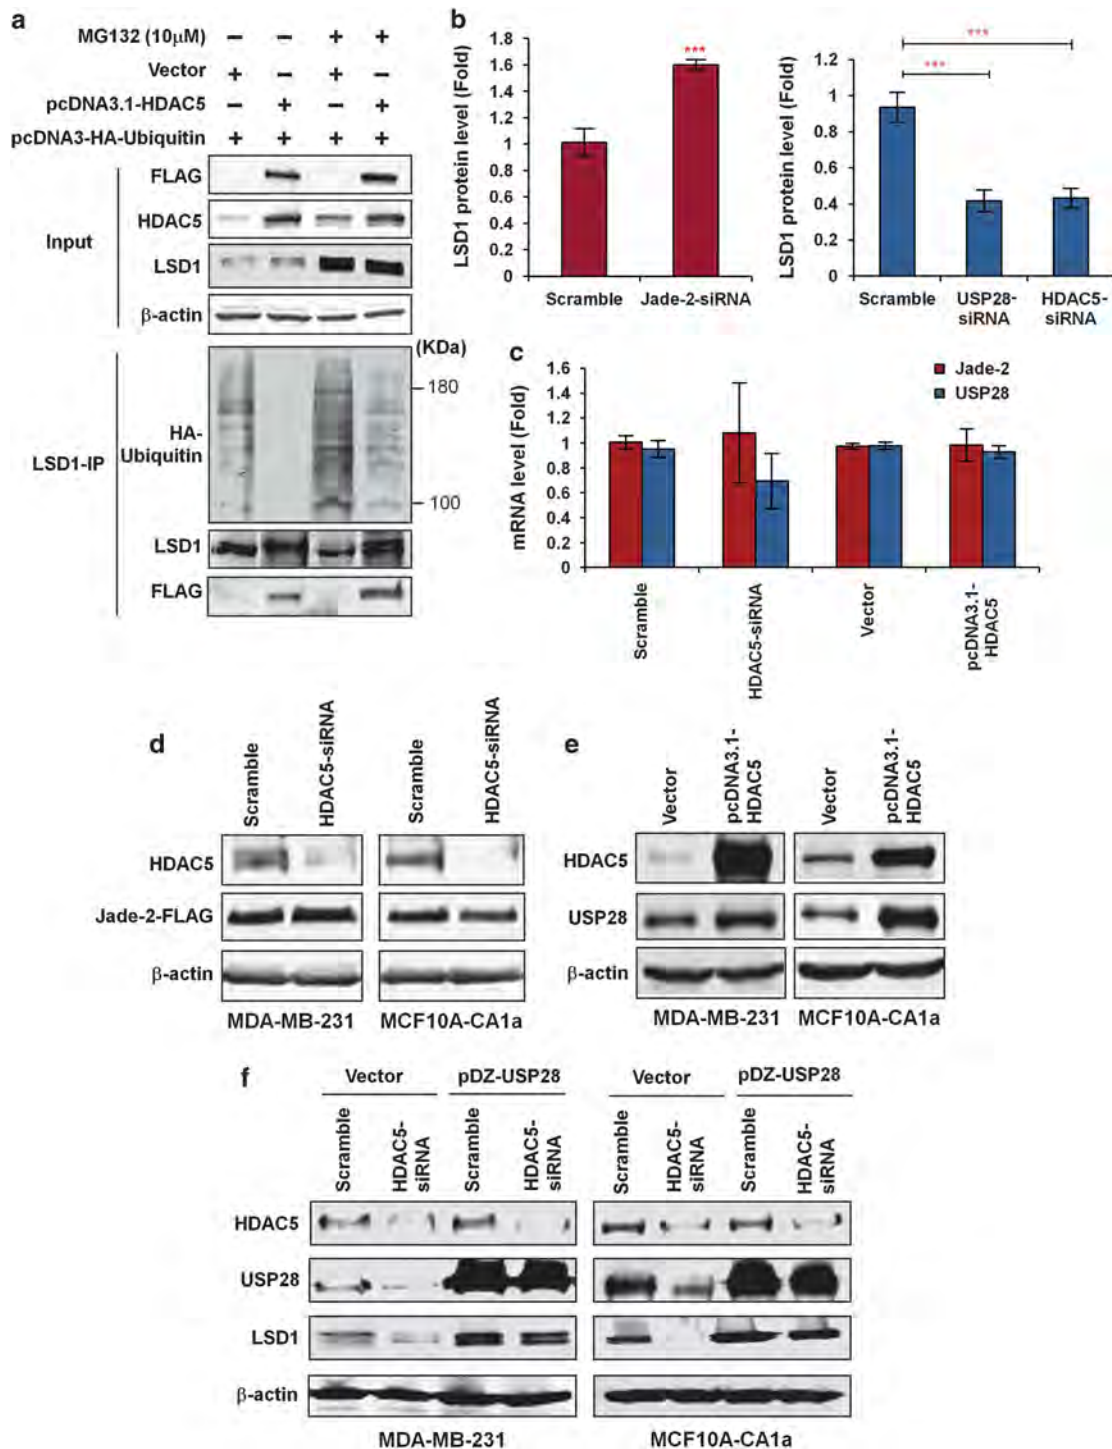 a
MG132 (10μM) – – + +
Vector + – + –
pcDNA3.1-HDAC5 – + – +
pcDNA3-HA-Ubiquitin + + + +
Input
FLAG
HDAC5
LSD1
β-actin
LSD1-IP
(KDa)
180
HA-
Ubiquitin
100
LSD1
FLAG
b
LSD1 protein level (Fold)
1.8
1.6
1.4
1.2
1
0.8
0.6
0.4
0.2
0
***
Scramble Jade-2-siRNA
LSD1 protein level (Fold)
1.2
1
0.8
0.6
0.4
0.2
0
***
***
Scramble USP28-siRNA HDAC5-siRNA
c
mRNA level (Fold)
1.6
1.4
1.2
1
0.8
0.6
0.4
0.2
0
Jade-2
USP28
Scramble
HDAC5-siRNA
Vector
pcDNA3.1-
HDAC5
d
Scramble HDAC5-siRNA Scramble HDAC5-siRNA
HDAC5
Jade-2-FLAG
β-actin
MDA-MB-231 MCF10A-CA1a
e
Vector pcDNA3.1-HDAC5 Vector pcDNA3.1-HDAC5
HDAC5
USP28
β-actin
MDA-MB-231 MCF10A-CA1a
f
Vector pDZ-USP28 Vector pDZ-USP28
Scramble HDAC5-siRNA Scramble HDAC5-siRNA Scramble HDAC5-siRNA Scramble HDAC5-siRNA
HDAC5
USP28
LSD1
β-actin
MDA-MB-231 MCF10A-CA1a